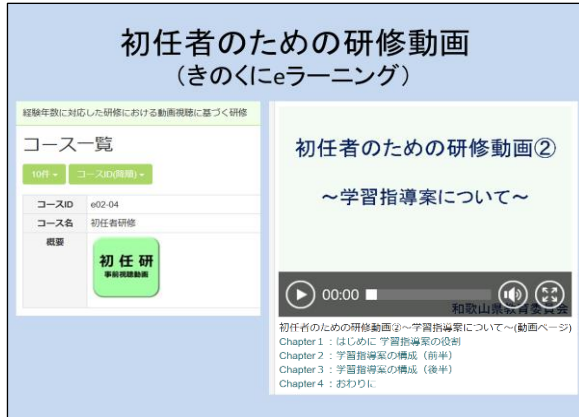 初任者のための研修動画
(きのくにeラーニング)
経験年数に対応した研修における動画視聴に基づく研修
コース一覧
10件
コースID(降順)
コースID e02-04
コース名 初任者研修
概要
初任研
事前視聴動画
初任者のための研修動画②
～学習指導案について～
00:00
和歌山県教育委員会
初任者のための研修動画②～学習指導案について～(動画ページ)
Chapter１：はじめに 学習指導案の役割
Chapter２：学習指導案の構成（前半）
Chapter３：学習指導案の構成（後半）
Chapter４：おわりに